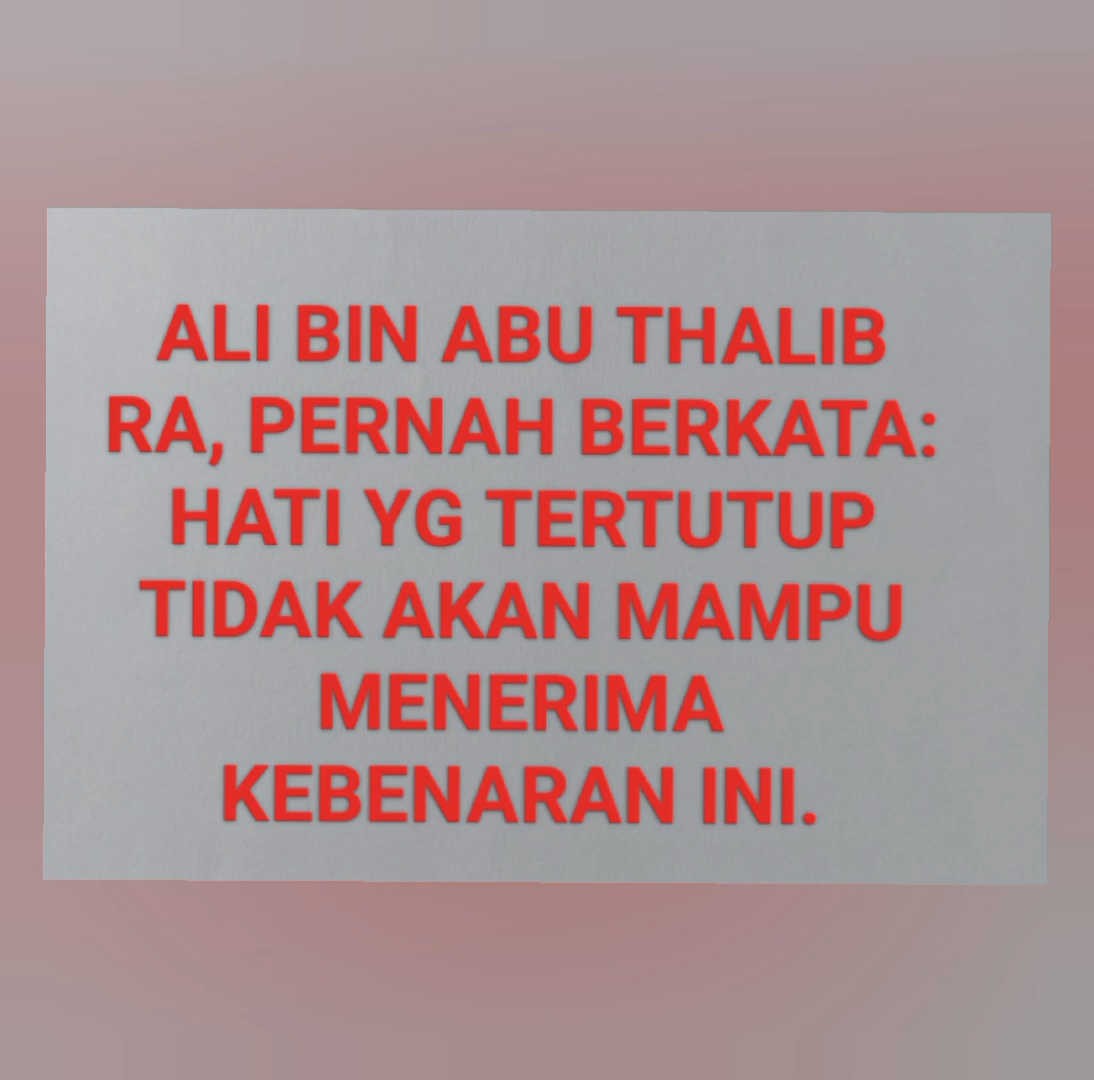 ALI BIN ABU THALIB
RA, PERNAH BERKATA:
HATI YG TERTUTUP
TIDAK AKAN MAMPU
MENERIMA
KEBENARAN INI.